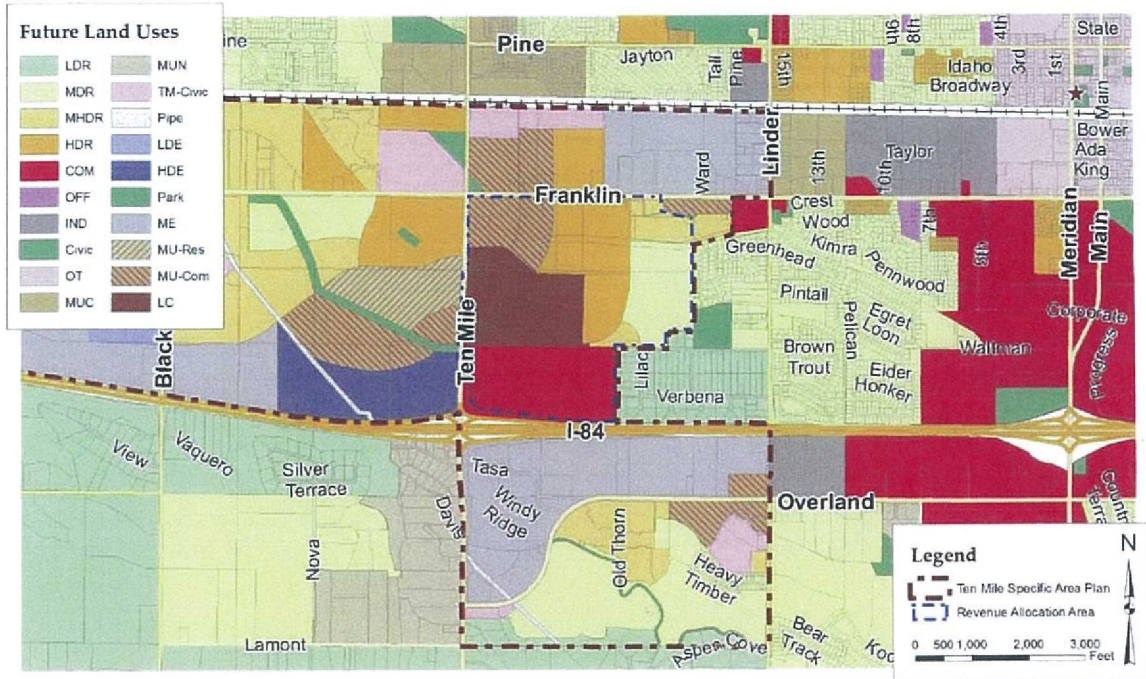 Future Land Uses
LDR
MDR
MHDR
HDR
COM
OFF
IND
Civic
OT
MUC
MUN
TM-Civic
Pipe
LDE
HDE
Park
ME
MU-Res
MU-Com
LC
ine
Pine
Jayton
Tall
Pine
15th
9th
8th
4th
State
Idaho
Broadway
3rd
1st
Main
Linder
Ward
13th
10th
Taylor
Bower
Ada
King
Franklin
Crest
Wood
Kimra
Greenhead
Pennwood
7th
Meridian
Main
Pintail
Pelican
Egret
Loon
Corporate
Waltman
Progress
Brown
Trout
Elder
Honker
Black
Ten Mile
Lilac
Verbena
I-84
View
Vaquero
Silver
Terrace
Davis
Tasa
Windy
Ridge
Overland
Nova
Old Thorn
Heavy
Timber
Lamont
Aspen Cove
Bear
Track
Legend
N
Ten Mile Specific Area Plan
Revenue Allocation Area
0 500 1,000 2,000 3,000
Feet